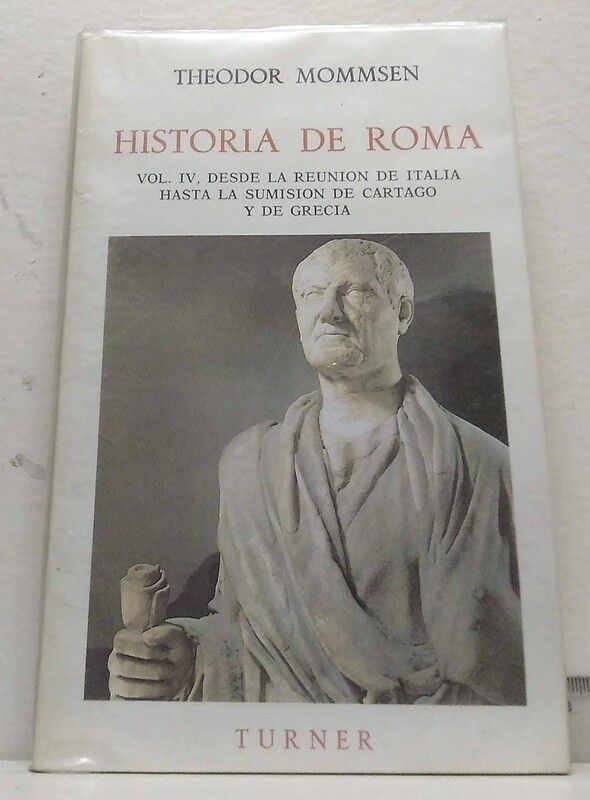 THEODOR MOMMSEN
HISTORIA DE ROMA
VOL. IV, DESDE LA REUNION DE ITALIA
HASTA LA SUMISION DE CARTAGO
Y DE GRECIA
TURNER